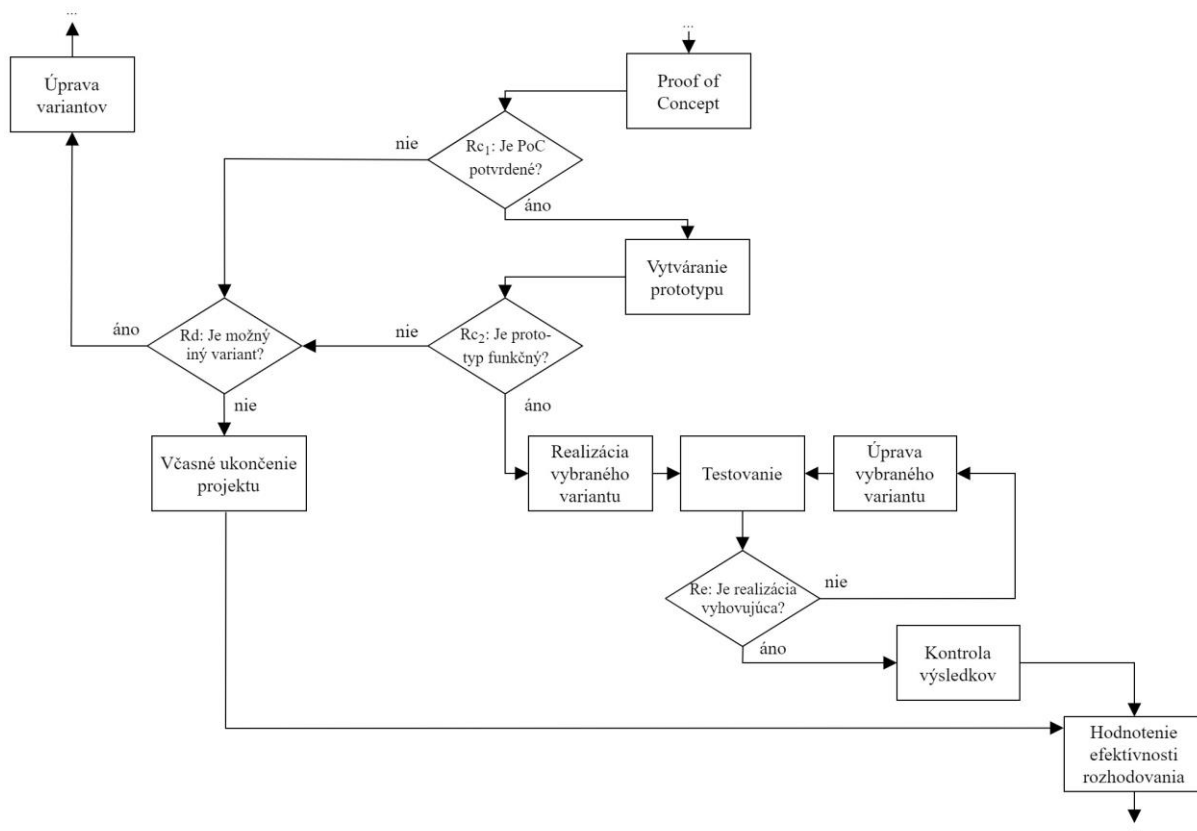 ...
...
Úprava
variantov
Proof of
Concept
nie
Rc1: Je PoC
potvrdené?
áno
Vytváranie
prototypu
áno
Rd: Je možný
iný variant?
nie
Rc2: Je proto-
typ funkčný?
nie
áno
Včasné ukončenie
projektu
Realizácia
vybraného
variantu
Testovanie
Úprava
vybraného
variantu
Re: Je realizácia
vyhovujúca?
nie
áno
Kontrola
výsledkov
Hodnotenie
efektívnosti
rozhodovania